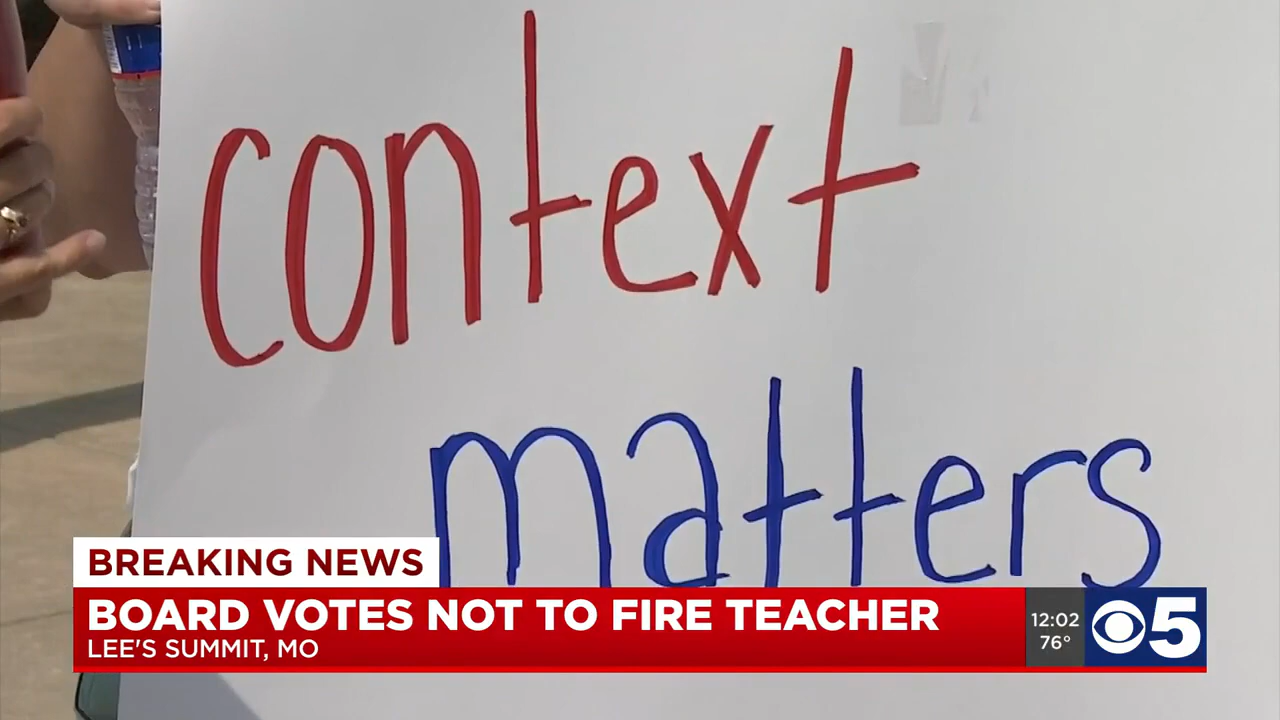 context
matters
BREAKING NEWS
BOARD VOTES NOT TO FIRE TEACHER
LEE'S SUMMIT, MO
12:02
76°
5